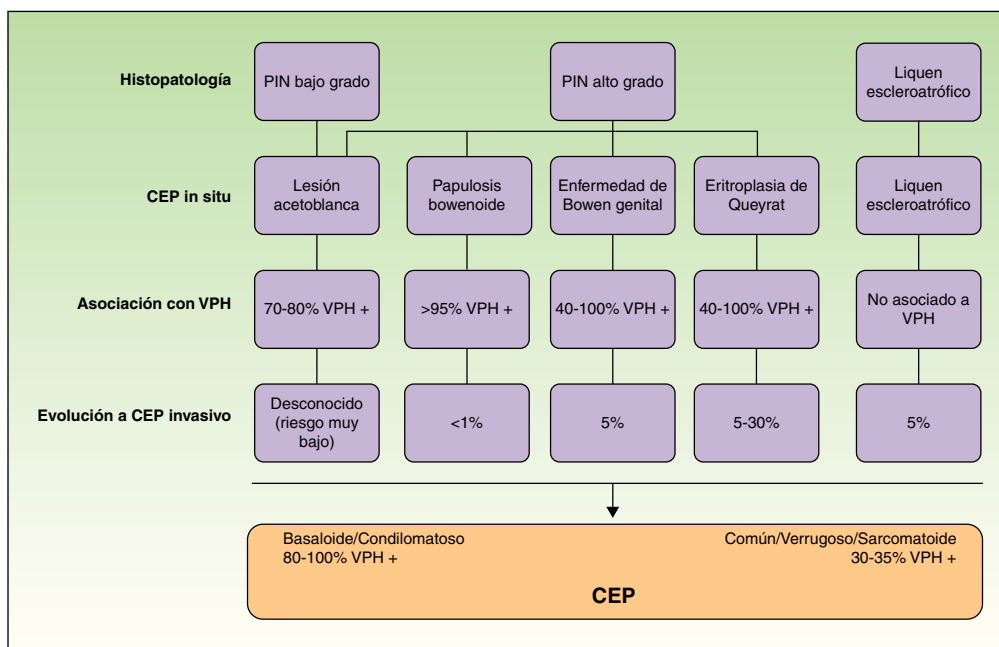 Histopatología
PIN bajo grado
PIN alto grado
Liquen
escleroatrófico
CEP in situ
Lesión
acetoblanca
Papulosis
bowenoide
Enfermedad de
Bowen genital
Eritroplasia de
Queyrat
Liquen
escleroatrófico
Asociación con VPH
70-80% VPH +
>95% VPH +
40-100% VPH +
40-100% VPH +
No asociado a
VPH
Evolución a CEP invasivo
Desconocido
(riesgo muy
bajo)
<1%
5%
5-30%
5%
Basaloide/Condilomatoso
80-100% VPH +
Común/Verrugoso/Sarcomatoide
30-35% VPH +
CEP